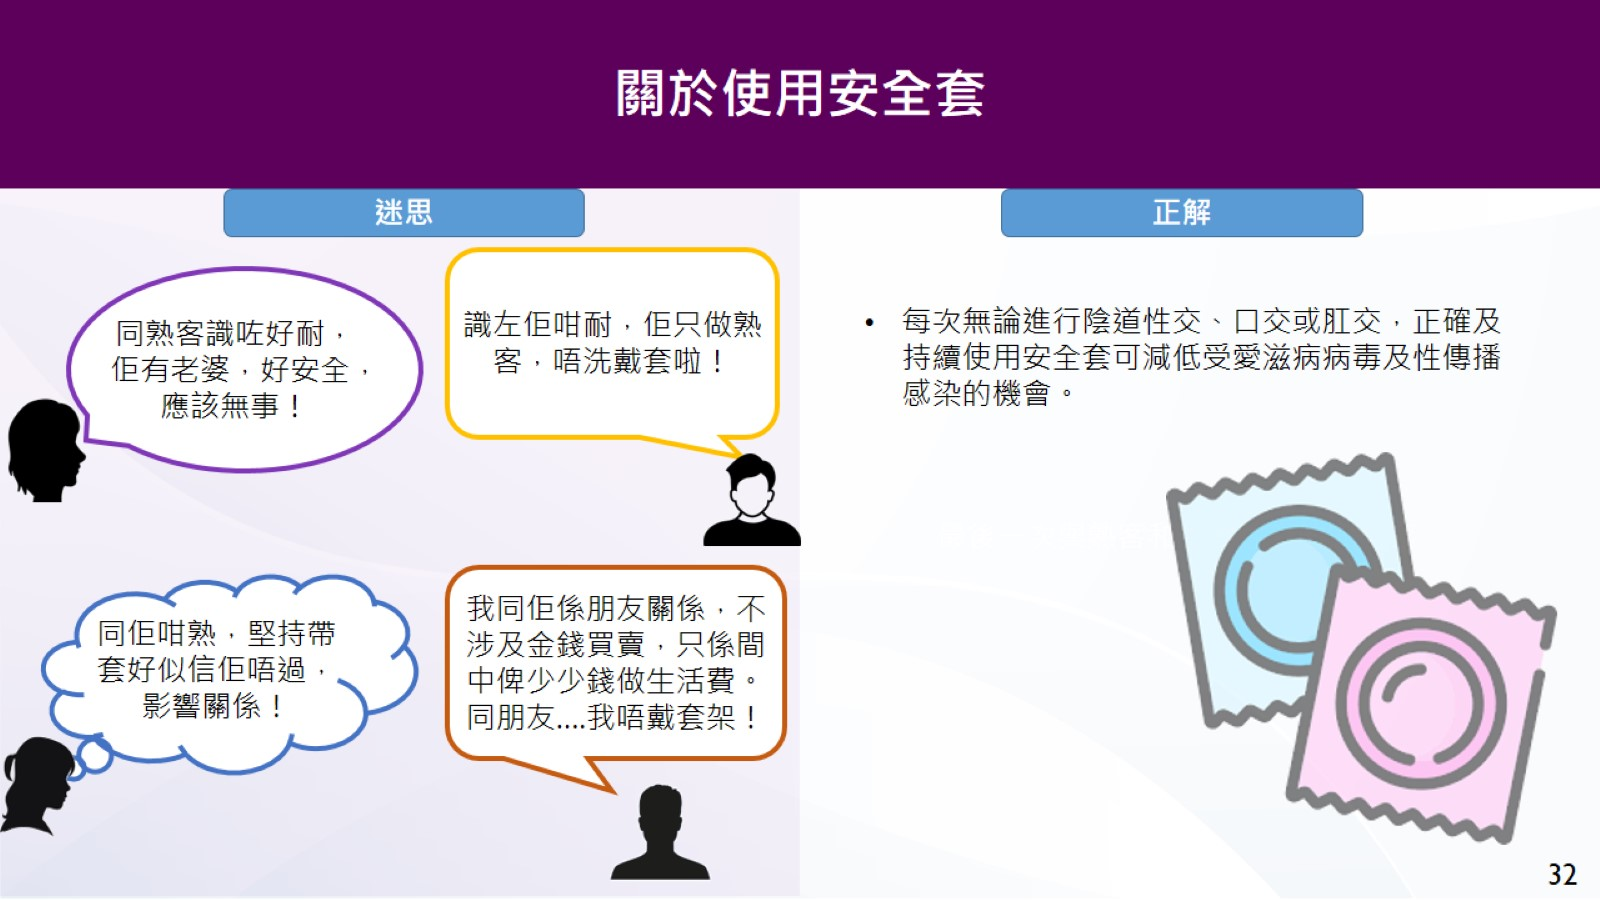 關於使用安全套
迷思
同熟客識咗好耐，
佢有老婆，好安全，
應該無事！
識左佢咁耐，佢只做熟
客，唔洗戴套啦！
同佢咁熟，堅持帶
套好似信佢唔過，
影響關係！
我同佢係朋友關係，不
涉及金錢買賣，只係間
中俾少少錢做生活費。
同朋友....我唔戴套架！
正解
• 每次無論進行陰道性交、口交或肛交，正確及
持續使用安全套可減低受愛滋病病毒及性傳播
感染的機會。
32